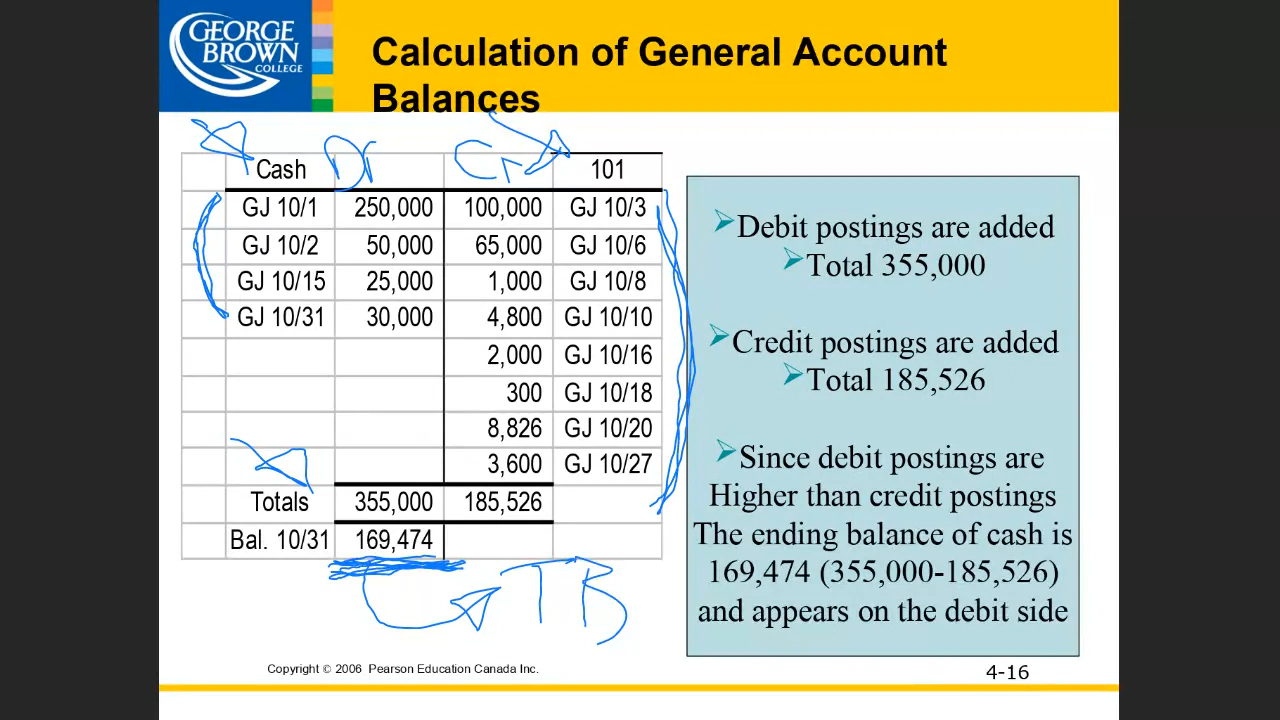 GEORGE
BROWN
COLLEGE
Calculation of General Account
Balances
Cash Dr Cr 101
GJ 10/1 250,000 100,000 GJ 10/3
GJ 10/2 50,000 65,000 GJ 10/6
GJ 10/15 25,000 1,000 GJ 10/8
GJ 10/31 30,000 4,800 GJ 10/10
2,000 GJ 10/16
300 GJ 10/18
8,826 GJ 10/20
3,600 GJ 10/27
Totals 355,000 185,526
Bal. 10/31 169,474
TB
Debit postings are added
Total 355,000
Credit postings are added
Total 185,526
Since debit postings are
Higher than credit postings
The ending balance of cash is
169,474 (355,000-185,526)
and appears on the debit side
Copyright © 2006 Pearson Education Canada Inc.
4-16